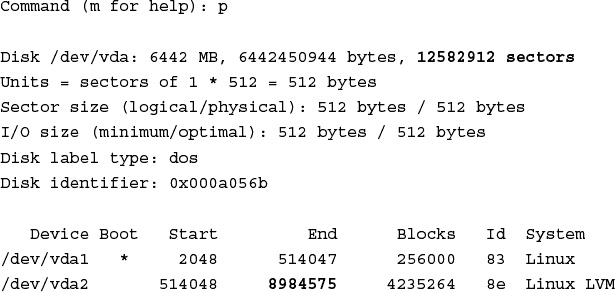 Command (m for help): p
Disk /dev/vda: 6442 MB, 6442450944 bytes, 12582912 sectors
Units = sectors of 1 * 512 = 512 bytes
Sector size (logical/physical): 512 bytes / 512 bytes
I/O size (minimum/optimal): 512 bytes / 512 bytes
Disk label type: dos
Disk identifier: 0x000a056b
Device Boot Start End Blocks Id System
/dev/vda1 * 2048 514047 256000 83 Linux
/dev/vda2 514048 8984575 4235264 8e Linux LVM